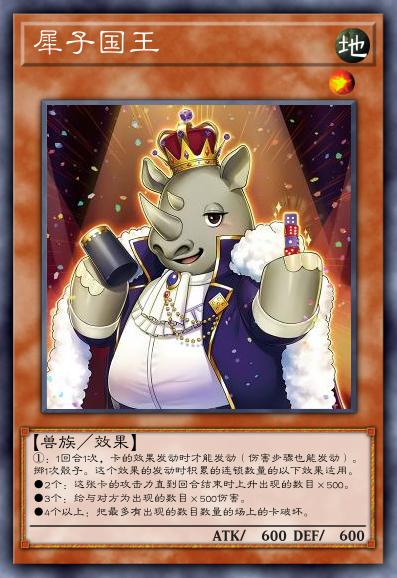 犀子国王
地
【兽族／效果】
①：1回合1次，卡的效果发动时才能发动（伤害步骤也能发动）。
掷1次骰子。这个效果的发动时积累的连锁数量的以下效果适用。
●2个：这张卡的攻击力直到回合结束时上升出现的数目×500。
●3个：给与对方为出现的数目×500伤害。
●4个以上：把最多有出现的数目数量的场上的卡破坏。
ATK/ 600 DEF/ 600